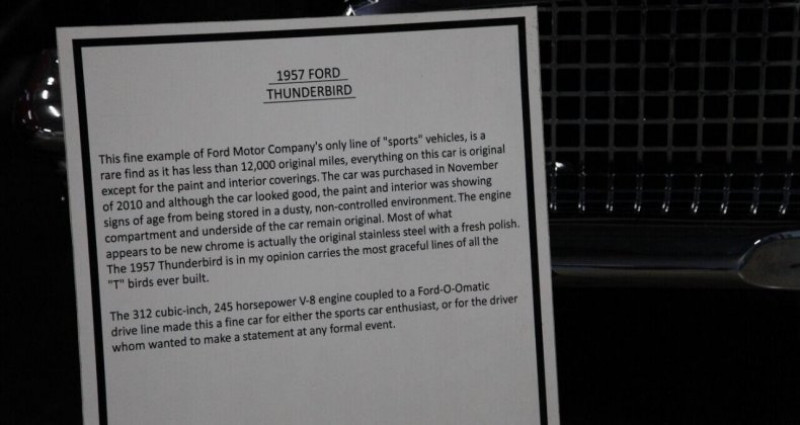 1957 FORD
THUNDERBIRD
This fine example of Ford Motor Company's only line of "sports" vehicles, is a
rare find as it has less than 12,000 original miles, everything on this car is original
except for the paint and interior coverings. The car was purchased in November
of 2010 and although the car looked good, the paint and interior was showing
signs of age from being stored in a dusty, non-controlled environment. The engine
compartment and underside of the car remain original. Most of what
appears to be new chrome is actually the original stainless steel with a fresh polish.
The 1957 Thunderbird is in my opinion carries the most graceful lines of all the
"T" birds ever built.
The 312 cubic-inch, 245 horsepower V-8 engine coupled to a Ford-O-Omatic
drive line made this a fine car for either the sports car enthusiast, or for the driver
whom wanted to make a statement at any formal event.